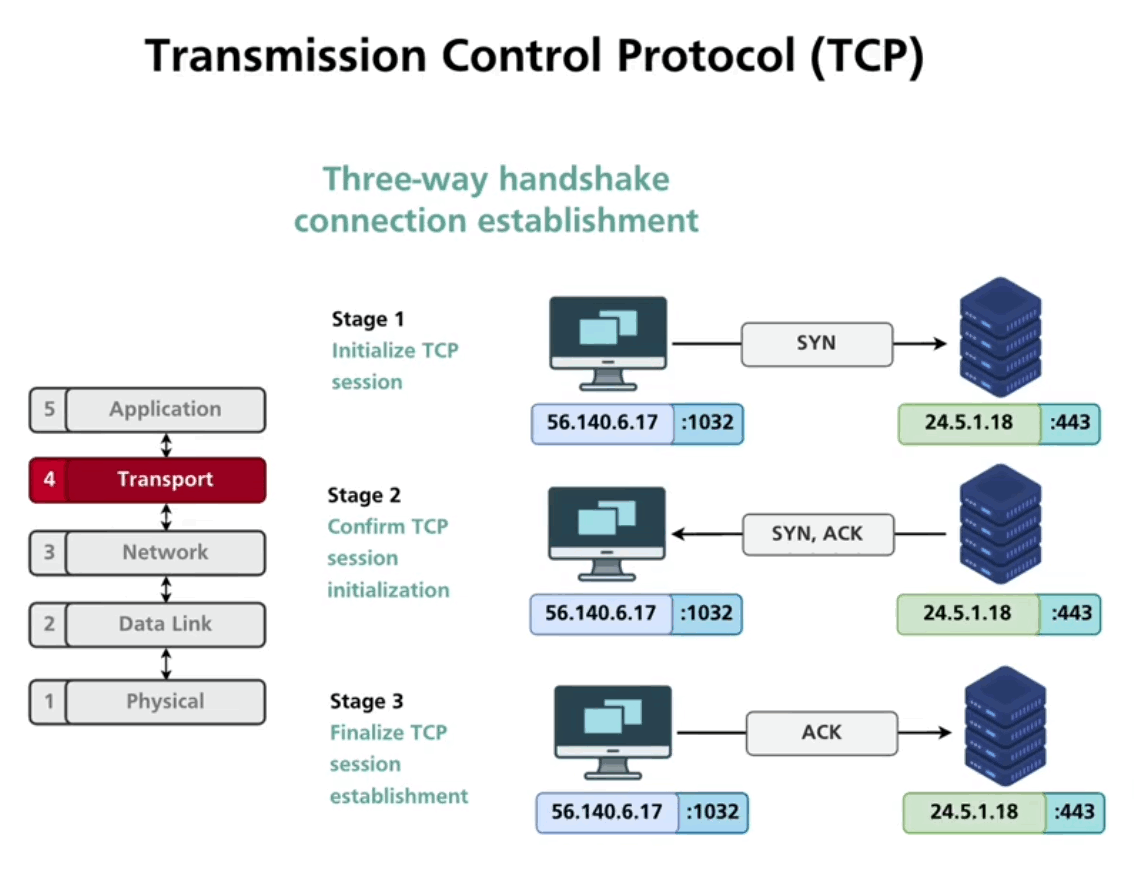 Transmission Control Protocol (TCP)
Three-way handshake
connection establishment
5 Application
4 Transport
3 Network
2 Data Link
1 Physical
Stage 1
Initialize TCP
session
SYN
56.140.6.17 :1032
24.5.1.18 :443
Stage 2
Confirm TCP
session
initialization
SYN, ACK
56.140.6.17 :1032
24.5.1.18 :443
Stage 3
Finalize TCP
session
establishment
ACK
56.140.6.17 :1032
24.5.1.18 :443